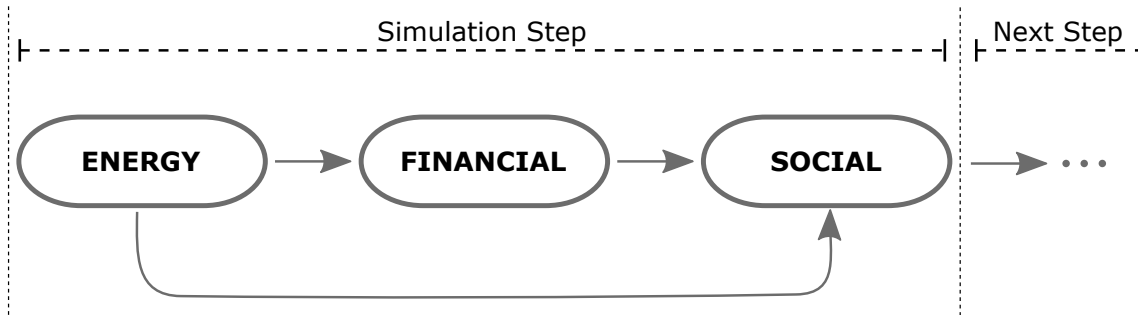 Simulation Step
Next Step
ENERGY
FINANCIAL
SOCIAL